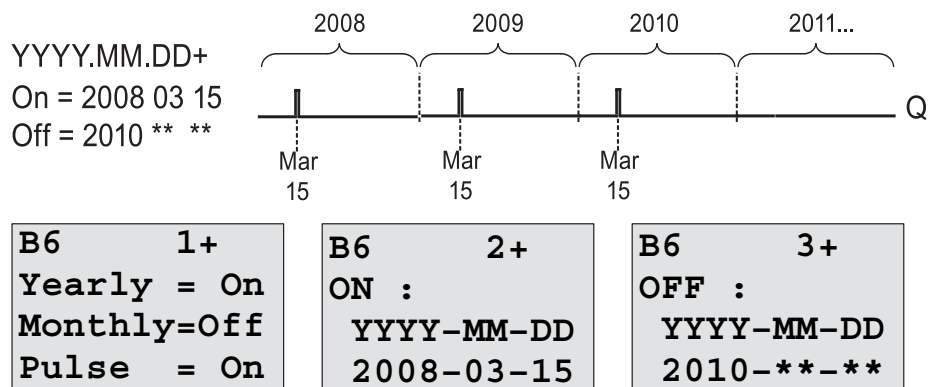 2008 2009 2010 2011...
YYYY.MM.DD+
On = 2008 03 15
Off = 2010 ** **
Q
Mar Mar Mar
15 15 15
B6 1+
Yearly = On
Monthly=Off
Pulse = On
B6 2+
ON :
YYYY-MM-DD
2008-03-15
B6 3+
OFF :
YYYY-MM-DD
2010-**-**